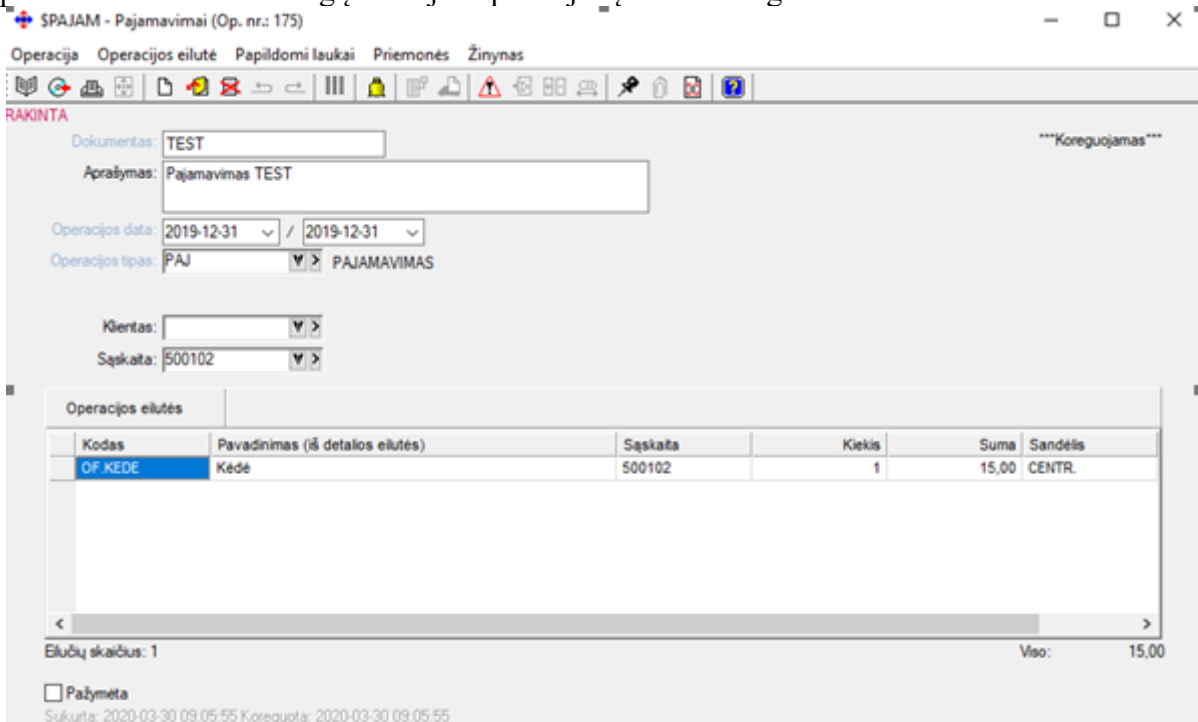 $PAJAM - Pajamavimai (Op. nr.: 175)
Operacija Operacijos eilutė Papildomi laukai Priemonės Žinynas
RAKINTA
Dokumentas: TEST ***Koreguojamas***
Aprašymas: Pajamavimas TEST
Operacijos data: 2019-12-31 / 2019-12-31
Operacijos tipas: PAJ PAJAMAVIMAS
Klientas:
Sąskaita: 500102
Operacijos eilutės
Kodas Pavadinimas (iš detalios eilutės) Sąskaita Kiekis Suma Sandėlis
OF.KEDE Kėdė 500102 1 15,00 CENTR.
Eilučių skaičius: 1 Viso: 15,00
Pažymėta
Sukurta: 2020-03-30 09:05:55 Koreguota: 2020-03-30 09:05:55